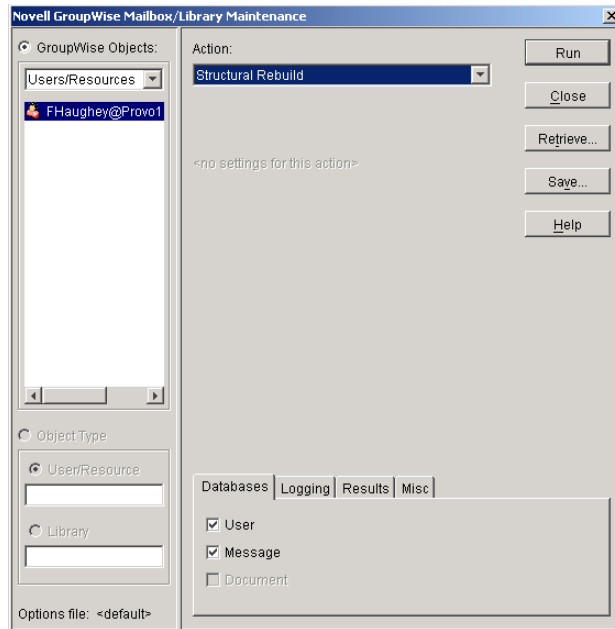 Novell GroupWise Mailbox/Library Maintenance
GroupWise Objects:
Users/Resources
FHaughey@Provo1
Object Type
User/Resource
Library
Options file: <default>
Action:
Structural Rebuild
<no settings for this action>
Databases
Logging
Results
Misc
User
Message
Document
Run
Close
Retrieve...
Save...
Help